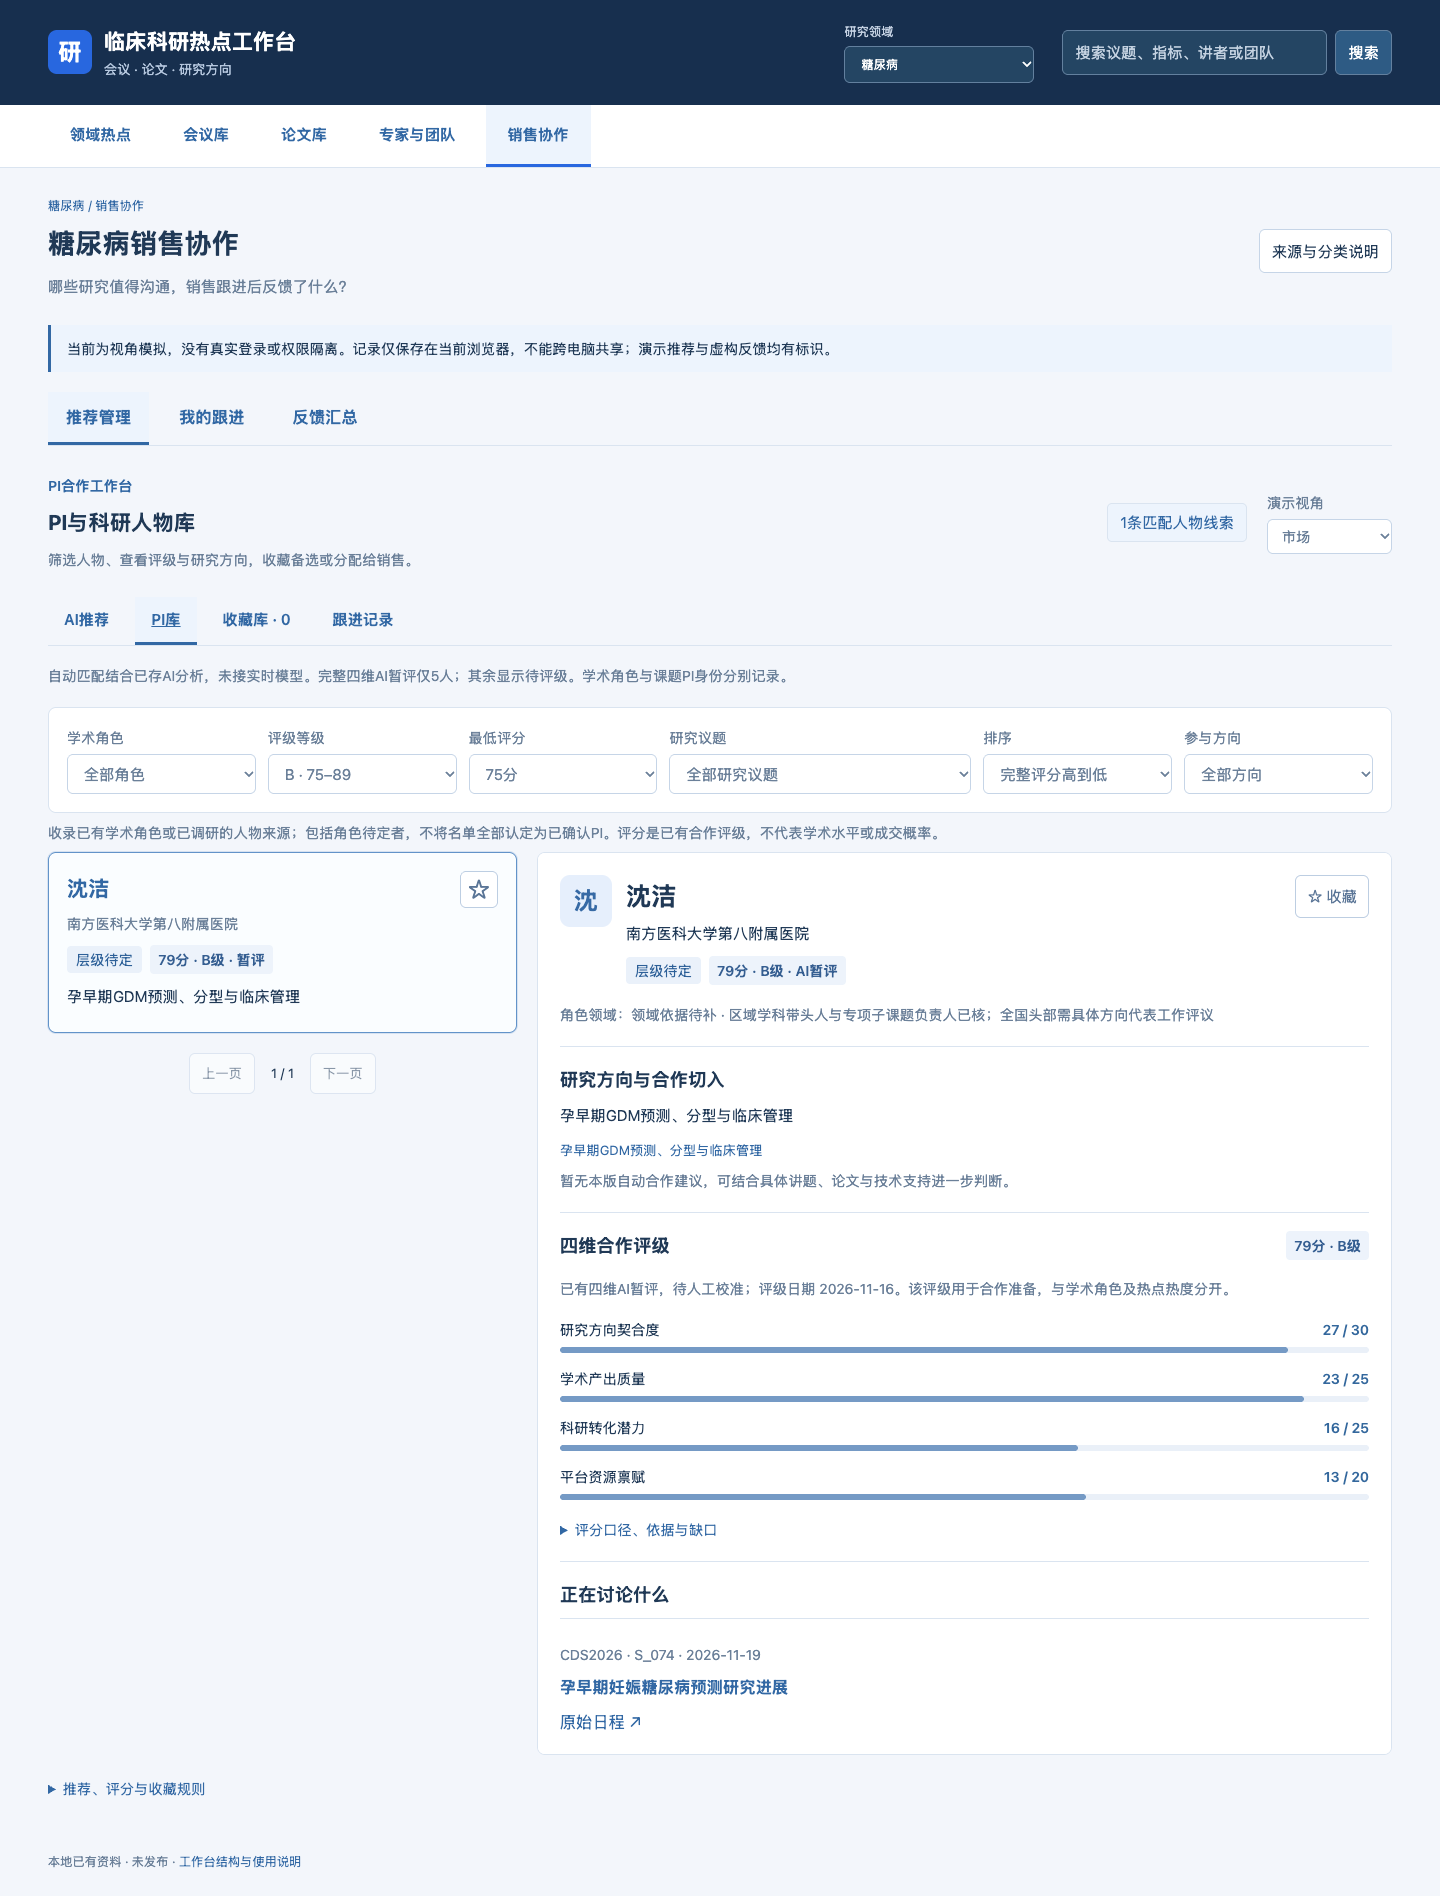 研
临床科研热点工作台
会议 · 论文 · 研究方向
研究领域
糖尿病
搜索议题、指标、讲者或团队
搜索
领域热点
会议库
论文库
专家与团队
销售协作
糖尿病 / 销售协作
糖尿病销售协作
哪些研究值得沟通，销售跟进后反馈了什么？
来源与分类说明
当前为视角模拟，没有真实登录或权限隔离。记录仅保存在当前浏览器，不能跨电脑共享；演示推荐与虚构反馈均有标识。
推荐管理
我的跟进
反馈汇总
PI合作工作台
PI与科研人物库
筛选人物、查看评级与研究方向，收藏备选或分配给销售。
1条匹配人物线索
演示视角
市场
AI推荐
PI库
收藏库 · 0
跟进记录
自动匹配结合已存AI分析，未接实时模型。完整四维AI暂评仅5人；其余显示待评级。学术角色与课题PI身份分别记录。
学术角色
全部角色
评级等级
B · 75–89
最低评分
75分
研究议题
全部研究议题
排序
完整评分高到低
参与方向
全部方向
收录已有学术角色或已调研的人物来源；包括角色待定者，不将名单全部认定为已确认PI。评分是已有合作评级，不代表学术水平或成交概率。
沈洁
☆
南方医科大学第八附属医院
层级待定
79分 · B级 · 暂评
孕早期GDM预测、分型与临床管理
上一页
1 / 1
下一页
沈
沈洁
南方医科大学第八附属医院
层级待定
79分 · B级 · AI暂评
☆ 收藏
角色领域：领域依据待补 · 区域学科带头人与专项子课题负责人已核；全国头部需具体方向代表工作评议
研究方向与合作切入
孕早期GDM预测、分型与临床管理
孕早期GDM预测、分型与临床管理
暂无本版自动合作建议，可结合具体讲题、论文与技术支持进一步判断。
四维合作评级
79分 · B级
已有四维AI暂评，待人工校准；评级日期 2026-11-16。该评级用于合作准备，与学术角色及热点热度分开。
研究方向契合度
27 / 30
学术产出质量
23 / 25
科研转化潜力
16 / 25
平台资源禀赋
13 / 20
▶ 评分口径、依据与缺口
正在讨论什么
CDS2026 · S_074 · 2026-11-19
孕早期妊娠糖尿病预测研究进展
原始日程 ↗
▶ 推荐、评分与收藏规则
本地已有资料 · 未发布 · 工作台结构与使用说明